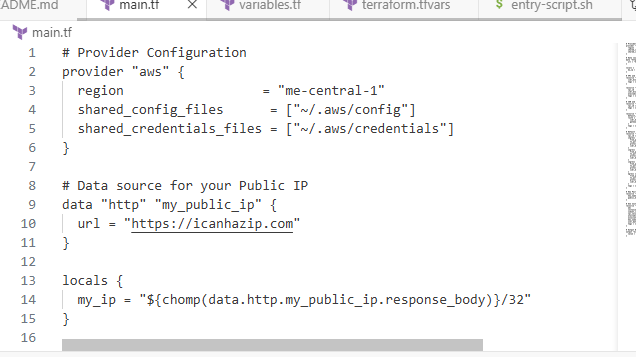 ADME.md main.tf × variables.tf terraform.tfvars $ entry-script.sh
main.tf
1 # Provider Configuration
2 provider "aws" {
3 region = "me-central-1"
4 shared_config_files = ["~/.aws/config"]
5 shared_credentials_files = ["~/.aws/credentials"]
6 }
7
8 # Data source for your Public IP
9 data "http" "my_public_ip" {
10 url = "https://icanhazip.com"
11 }
12
13 locals {
14 my_ip = "${chomp(data.http.my_public_ip.response_body)}/32"
15 }
16